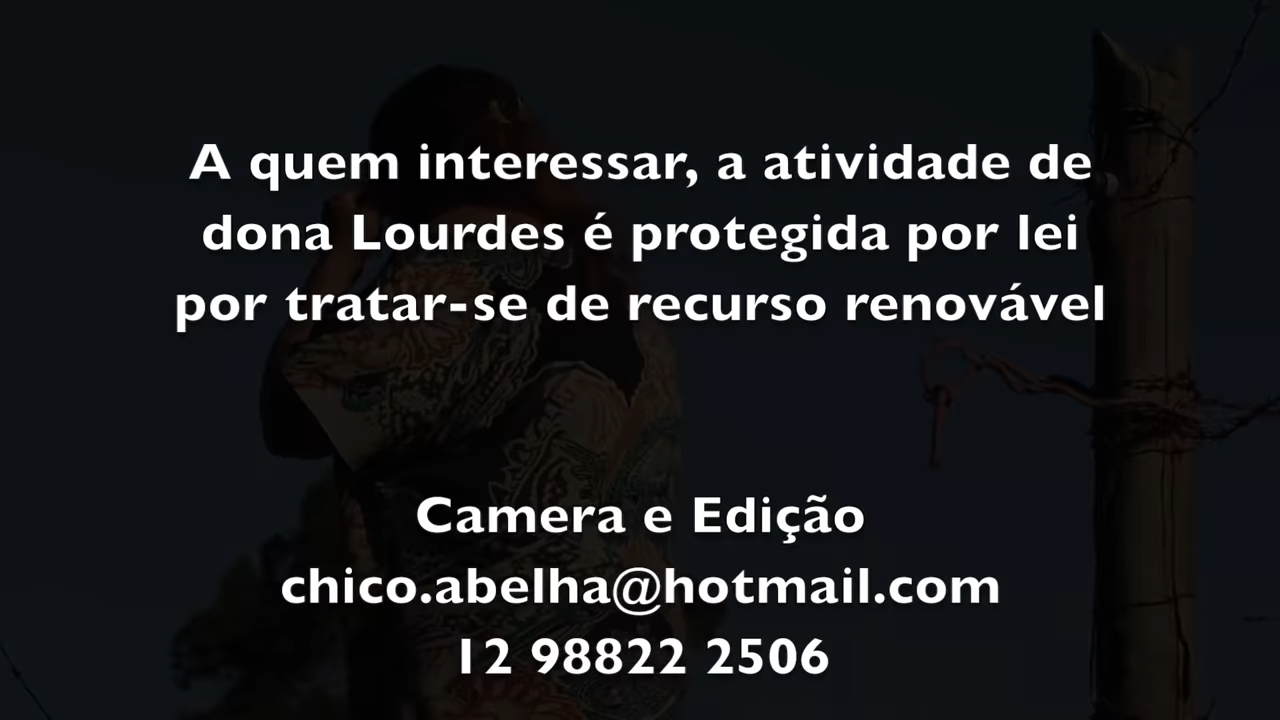 A quem interessar, a atividade de
dona Lourdes é protegida por lei
por tratar-se de recurso renovável
Camera e Edição
chico.abelha@hotmail.com
12 98822 2506